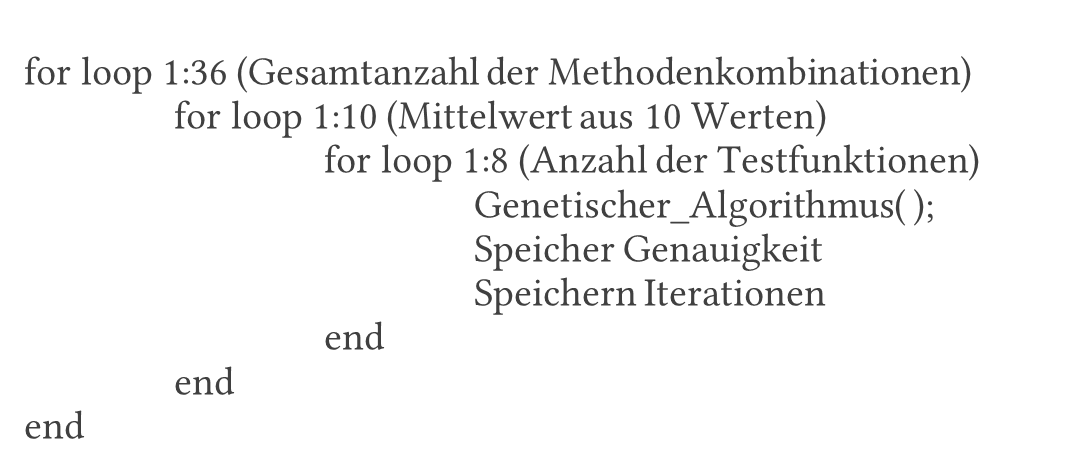 for loop 1:36 (Gesamtanzahl der Methodenkombinationen)
for loop 1:10 (Mittelwert aus 10 Werten)
for loop 1:8 (Anzahl der Testfunktionen)
Genetischer_Algorithmus( );
Speicher Genauigkeit
Speichern Iterationen
end
end
end